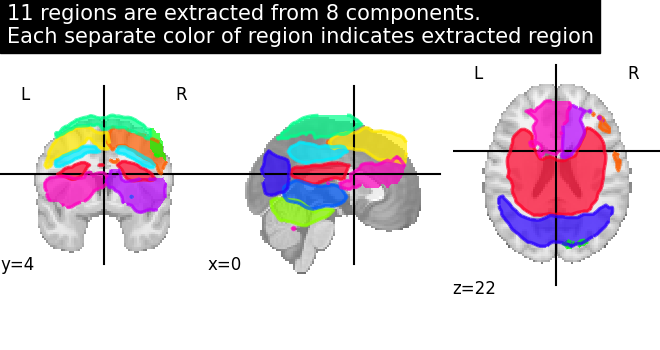 11 regions are extracted from 8 components.
Each separate color of region indicates extracted region
L R
L R
y=4
x=0
z=22